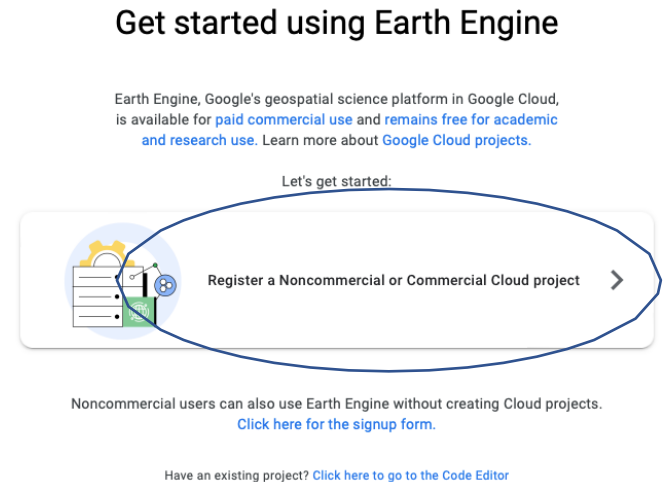 Get started using Earth Engine
Earth Engine, Google's geospatial science platform in Google Cloud,
is available for paid commercial use and remains free for academic
and research use. Learn more about Google Cloud projects.
Let's get started:
Register a Noncommercial or Commercial Cloud project
Noncommercial users can also use Earth Engine without creating Cloud projects.
Click here for the signup form.
Have an existing project? Click here to go to the Code Editor